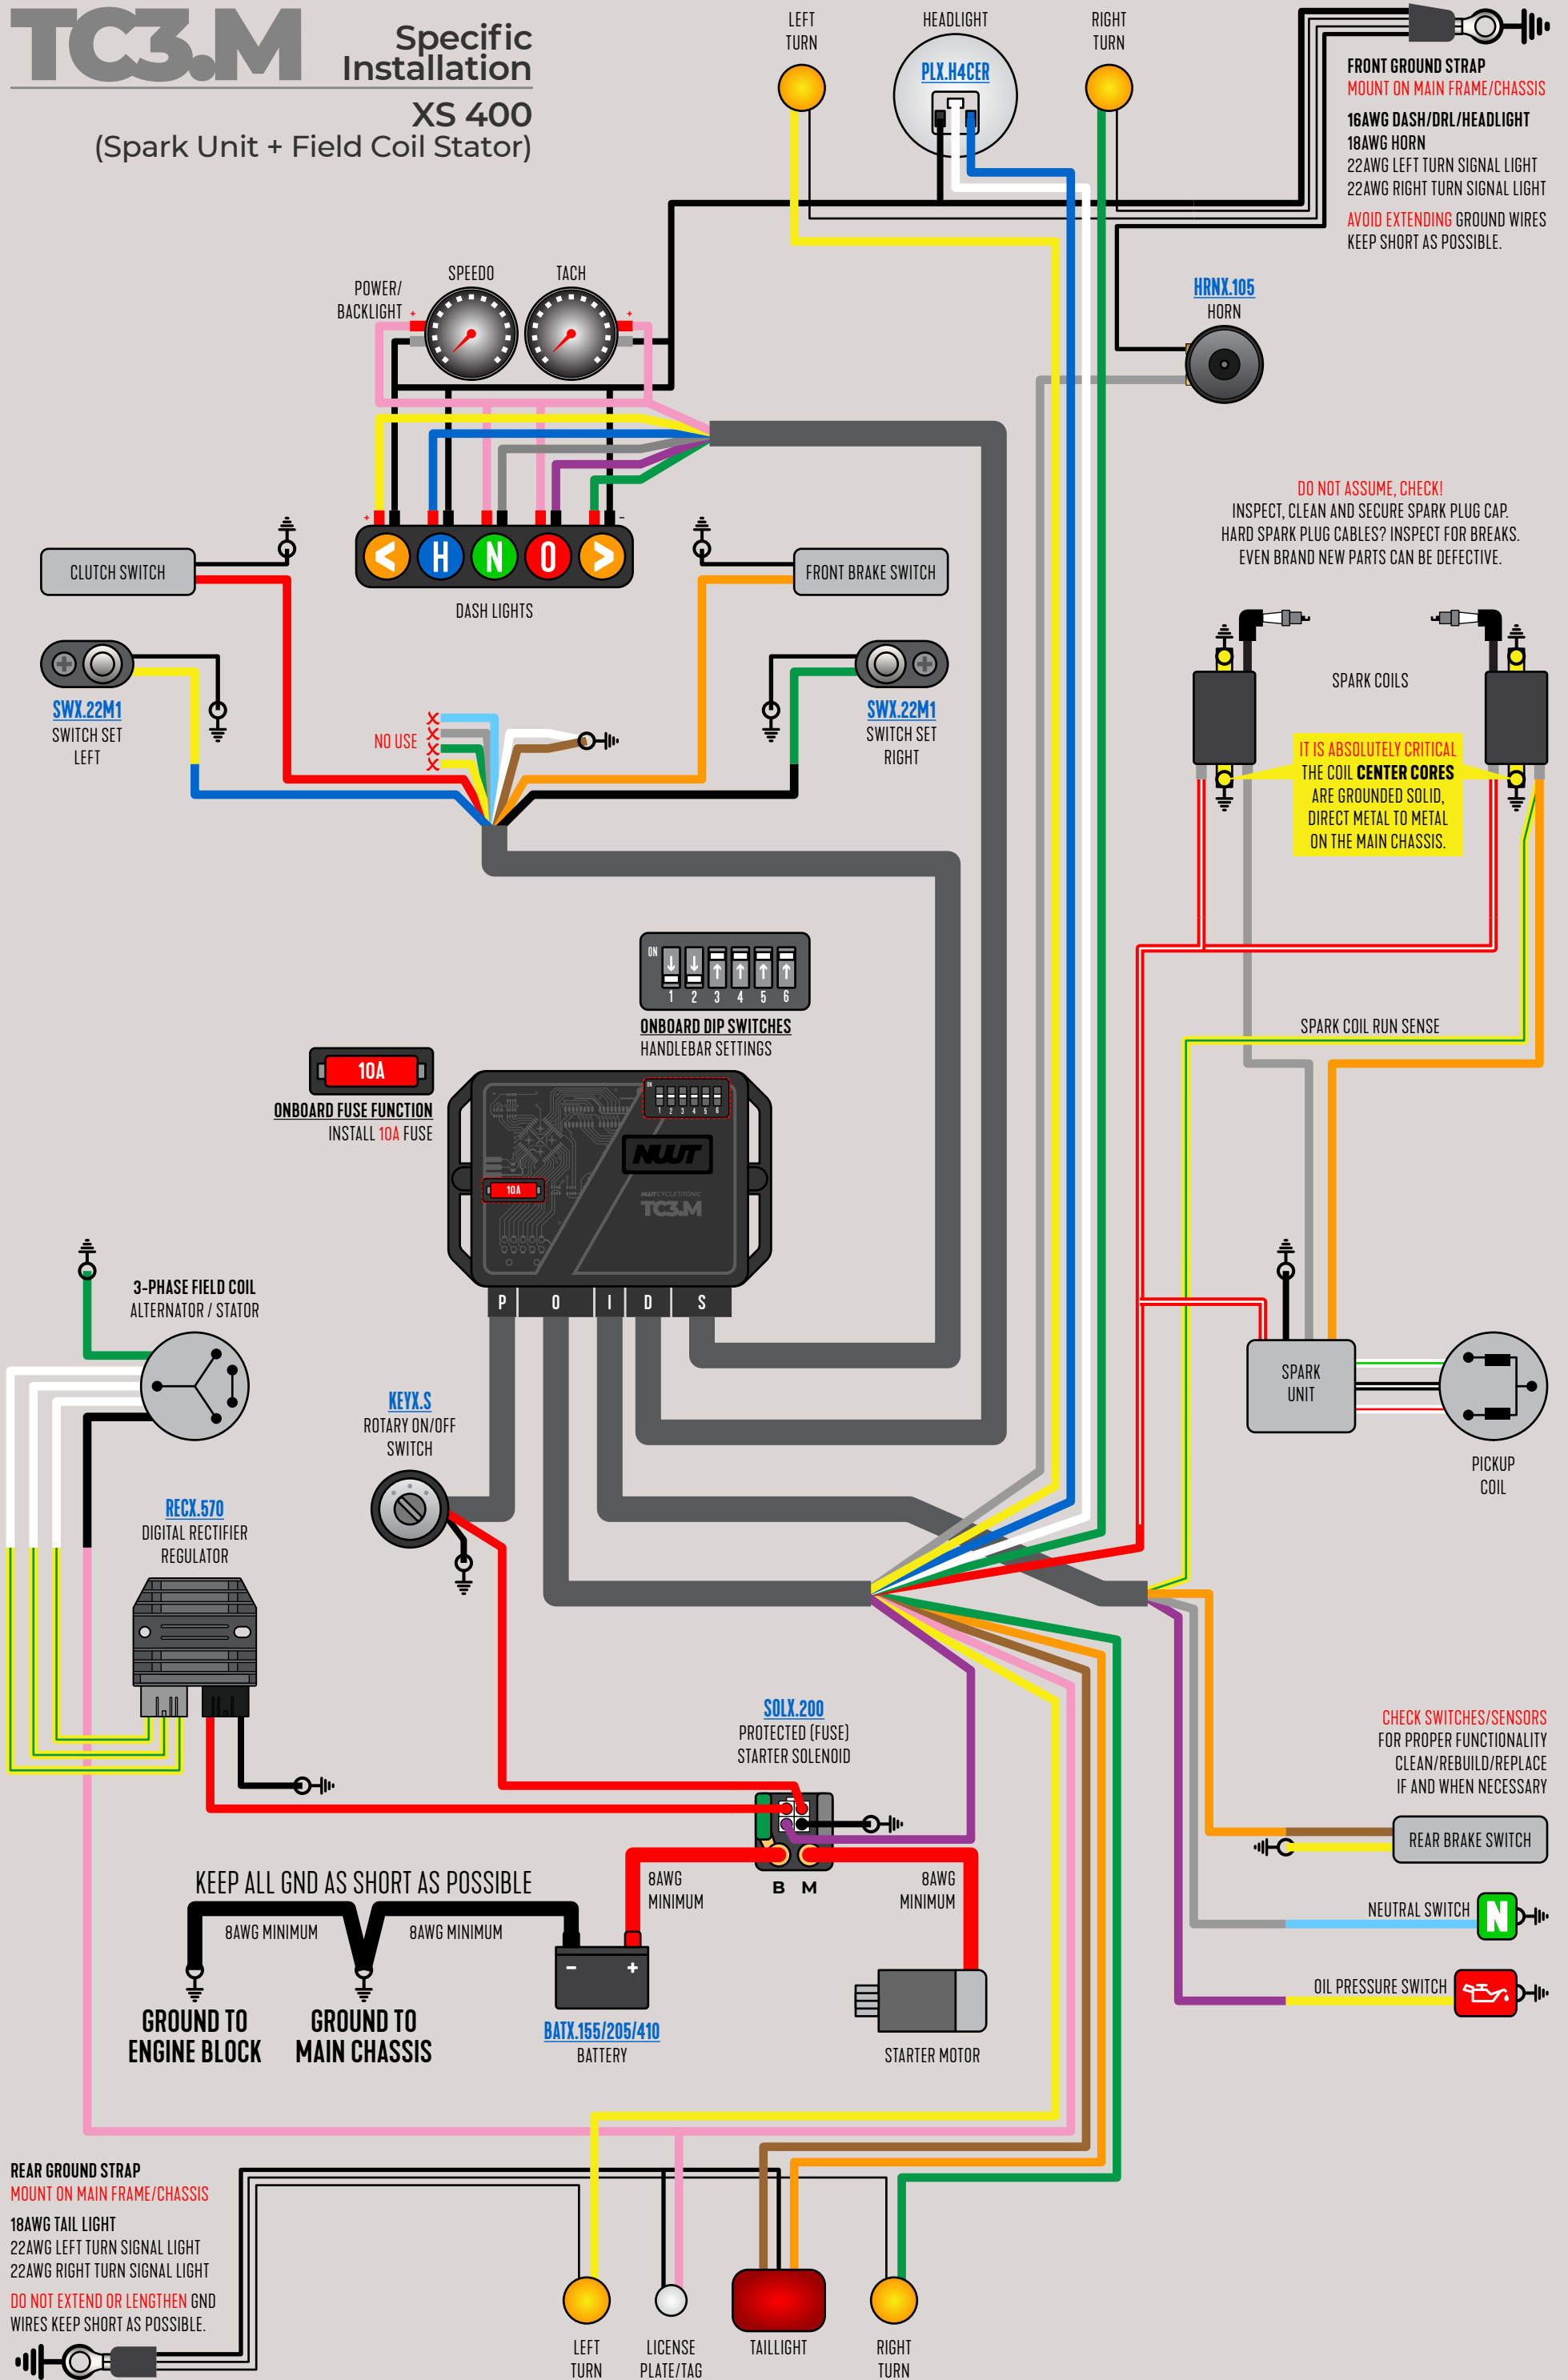 TC3.M
Specific
Installation
XS 400
(Spark Unit + Field Coil Stator)
LEFT
TURN
HEADLIGHT
PLX.H4CER
RIGHT
TURN
FRONT GROUND STRAP
MOUNT ON MAIN FRAME/CHASSIS
16AWG DASH/DRL/HEADLIGHT
18AWG HORN
22AWG LEFT TURN SIGNAL LIGHT
22AWG RIGHT TURN SIGNAL LIGHT
AVOID EXTENDING GROUND WIRES
KEEP SHORT AS POSSIBLE.
POWER/
BACKLIGHT
SPEEDO
TACH
+
+
HRNX.105
HORN
+
–
< H N O >
DASH LIGHTS
CLUTCH SWITCH
FRONT BRAKE SWITCH
SWX.22M1
SWITCH SET
LEFT
NO USE
X
X
X
X
SWX.22M1
SWITCH SET
RIGHT
DO NOT ASSUME, CHECK!
INSPECT, CLEAN AND SECURE SPARK PLUG CAP.
HARD SPARK PLUG CABLES? INSPECT FOR BREAKS.
EVEN BRAND NEW PARTS CAN BE DEFECTIVE.
SPARK COILS
IT IS ABSOLUTELY CRITICAL
THE COIL CENTER CORES
ARE GROUNDED SOLID,
DIRECT METAL TO METAL
ON THE MAIN CHASSIS.
ON
1 2 3 4 5 6
ONBOARD DIP SWITCHES
HANDLEBAR SETTINGS
SPARK COIL RUN SENSE
10A
ONBOARD FUSE FUNCTION
INSTALL 10A FUSE
ON
1 2 3 4 5 6
NWT
10A
NWT CYCLETRONIC
TC3.M
P O I D S
3-PHASE FIELD COIL
ALTERNATOR / STATOR
SPARK
UNIT
PICKUP
COIL
KEYX.S
ROTARY ON/OFF
SWITCH
RECX.570
DIGITAL RECTIFIER
REGULATOR
SOLX.200
PROTECTED (FUSE)
STARTER SOLENOID
B M
8AWG
MINIMUM
8AWG
MINIMUM
CHECK SWITCHES/SENSORS
FOR PROPER FUNCTIONALITY
CLEAN/REBUILD/REPLACE
IF AND WHEN NECESSARY
REAR BRAKE SWITCH
NEUTRAL SWITCH
N
OIL PRESSURE SWITCH
KEEP ALL GND AS SHORT AS POSSIBLE
8AWG MINIMUM
8AWG MINIMUM
GROUND TO
ENGINE BLOCK
GROUND TO
MAIN CHASSIS
– +
BATX.155/205/410
BATTERY
STARTER MOTOR
REAR GROUND STRAP
MOUNT ON MAIN FRAME/CHASSIS
18AWG TAIL LIGHT
22AWG LEFT TURN SIGNAL LIGHT
22AWG RIGHT TURN SIGNAL LIGHT
DO NOT EXTEND OR LENGTHEN GND
WIRES KEEP SHORT AS POSSIBLE.
LEFT
TURN
LICENSE
PLATE/TAG
TAILLIGHT
RIGHT
TURN